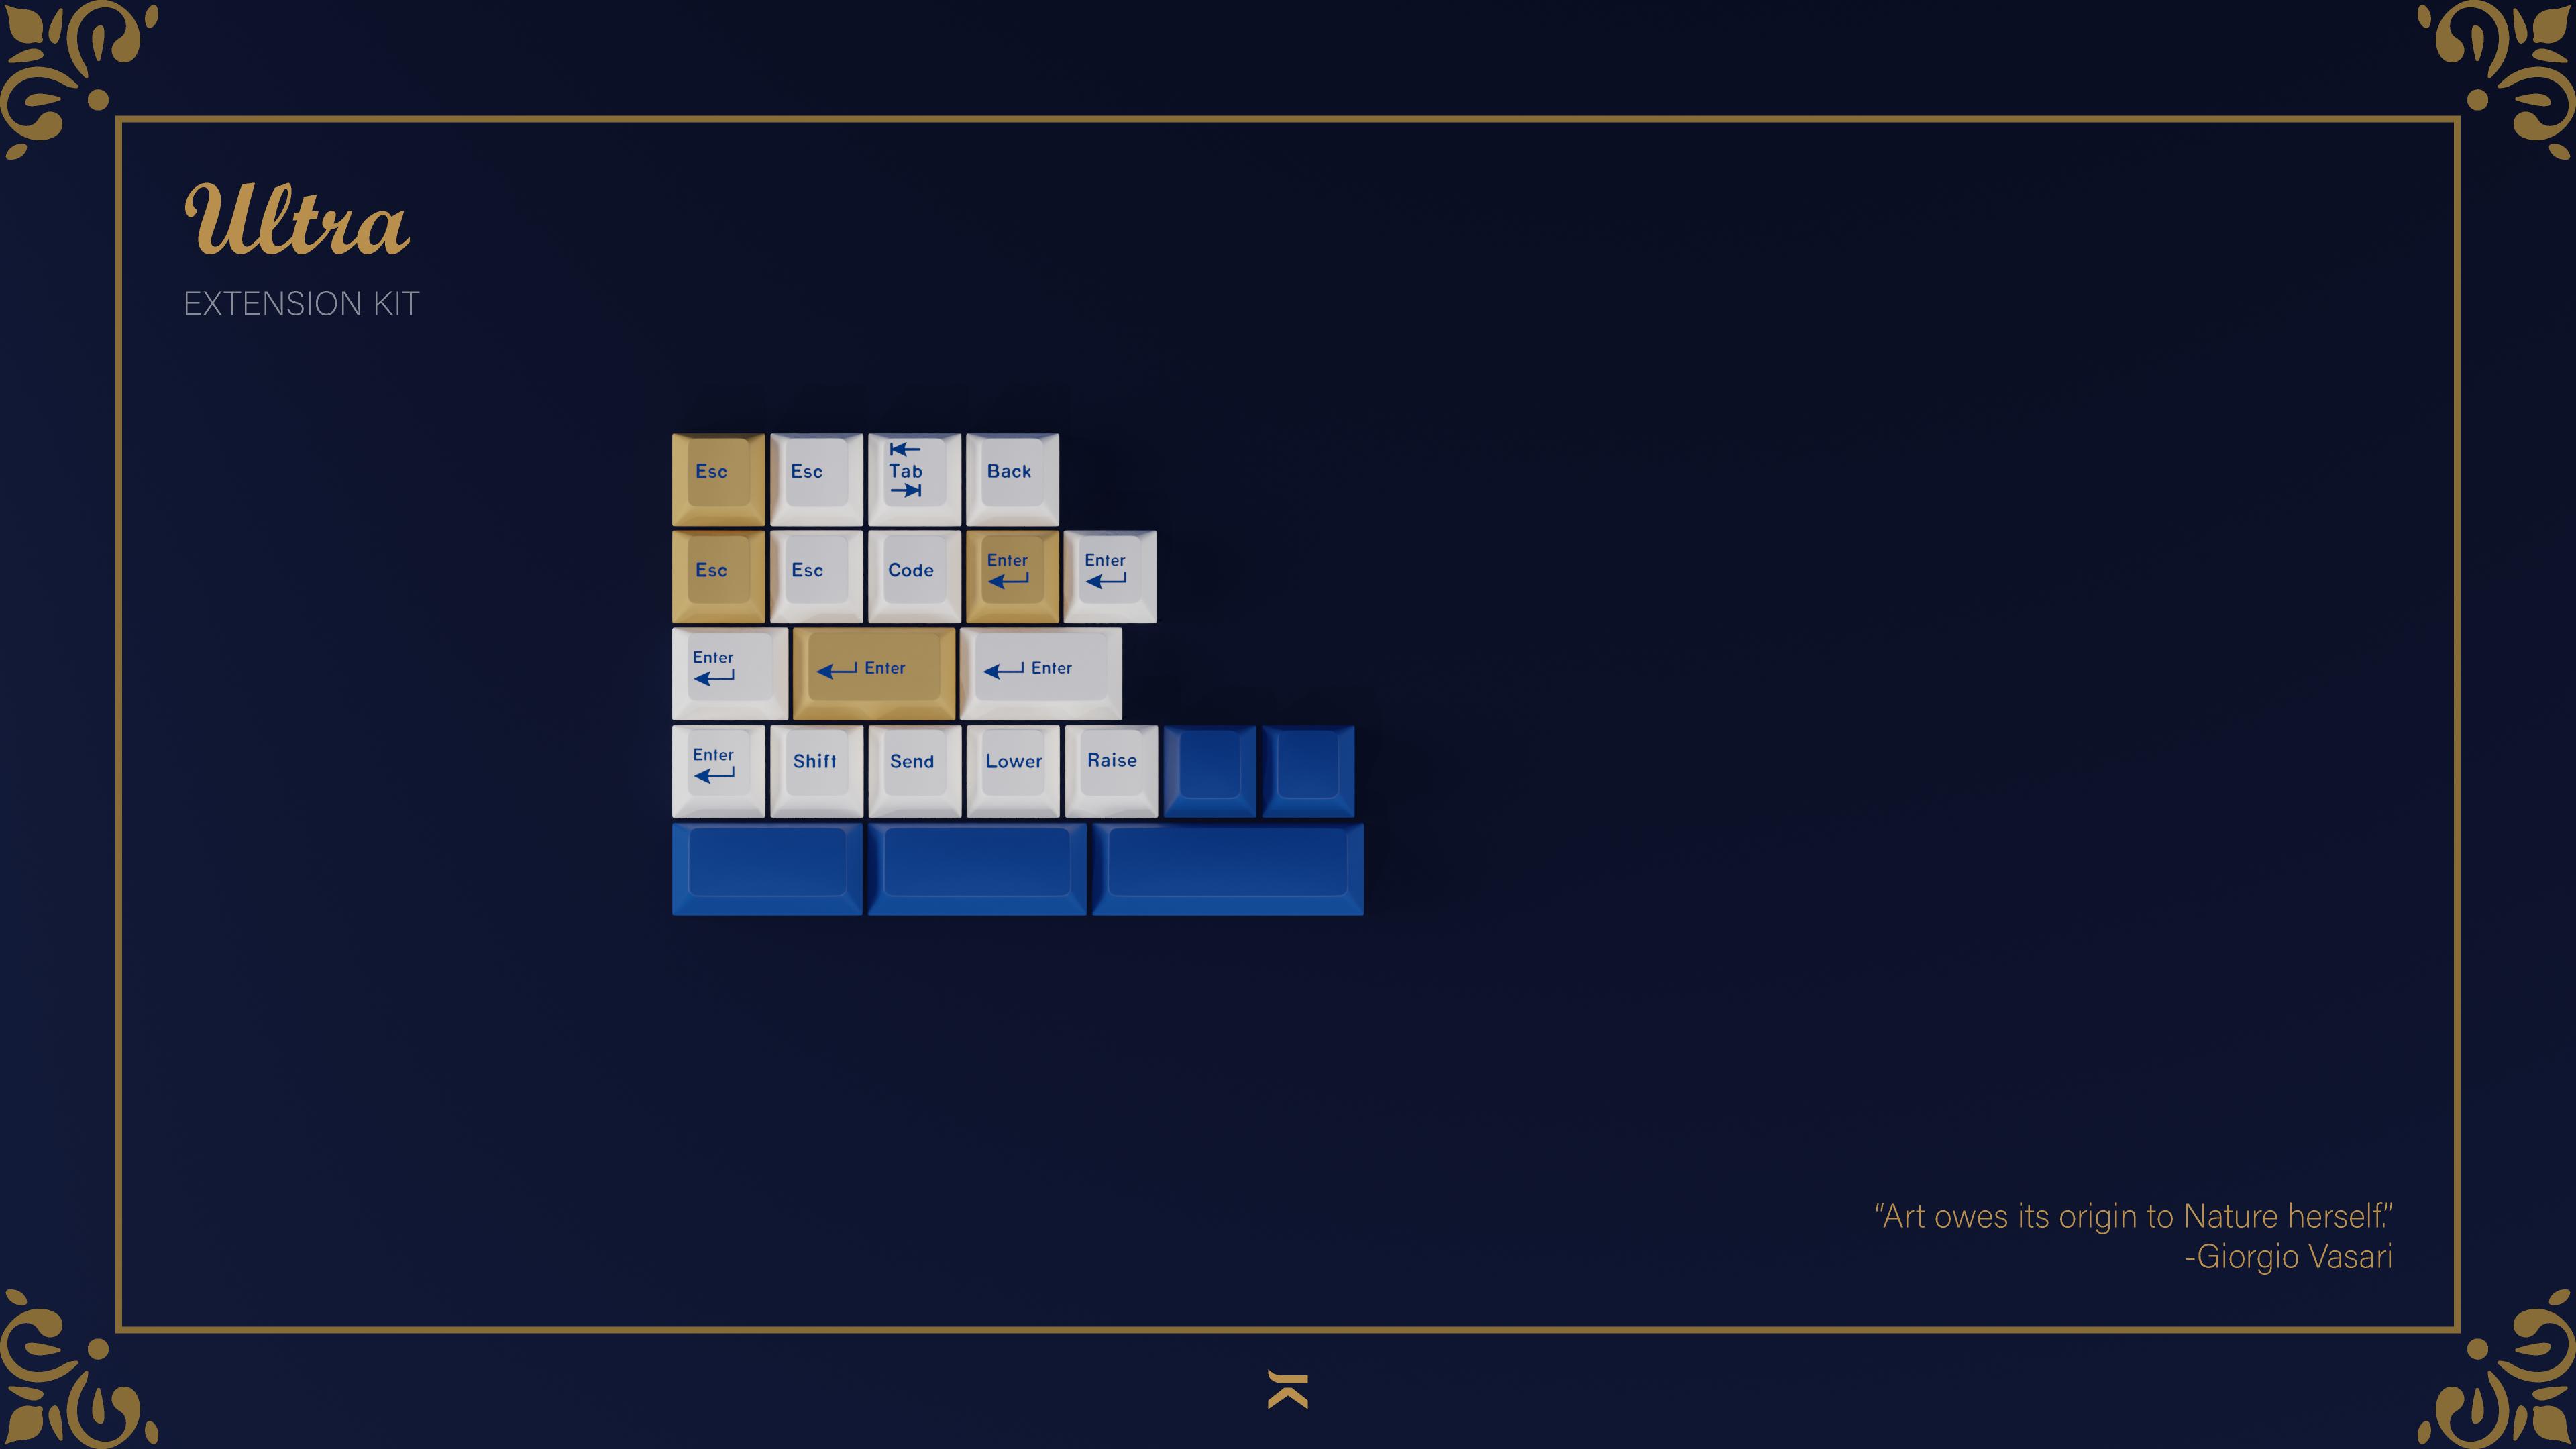 Ultra
EXTENSION KIT
Esc
Esc
Tab
Back
Esc
Esc
Code
Enter
Enter
Enter
Enter
Enter
Enter
Shift
Send
Lower
Raise
“Art owes its origin to Nature herself.”
-Giorgio Vasari
JK